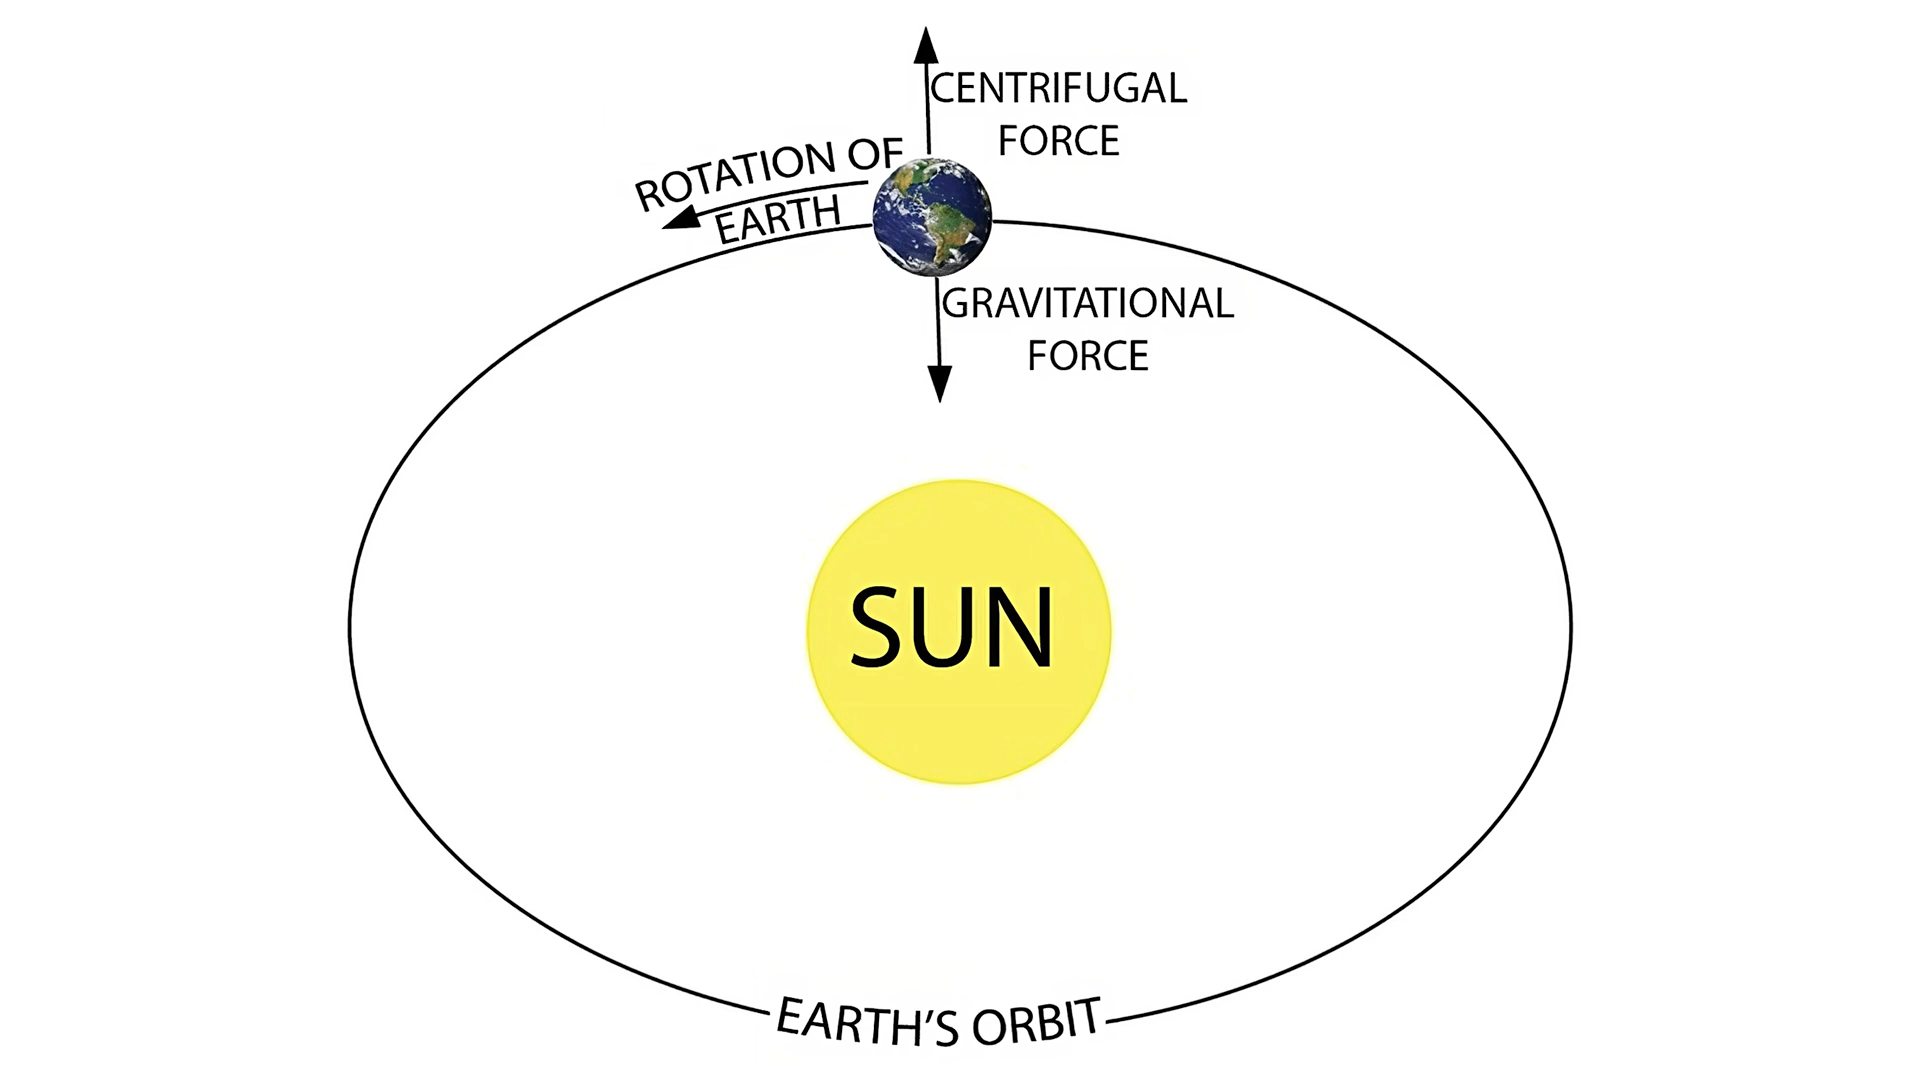 CENTRIFUGAL
FORCE
ROTATION OF
EARTH
GRAVITATIONAL
FORCE
SUN
EARTH'S ORBIT